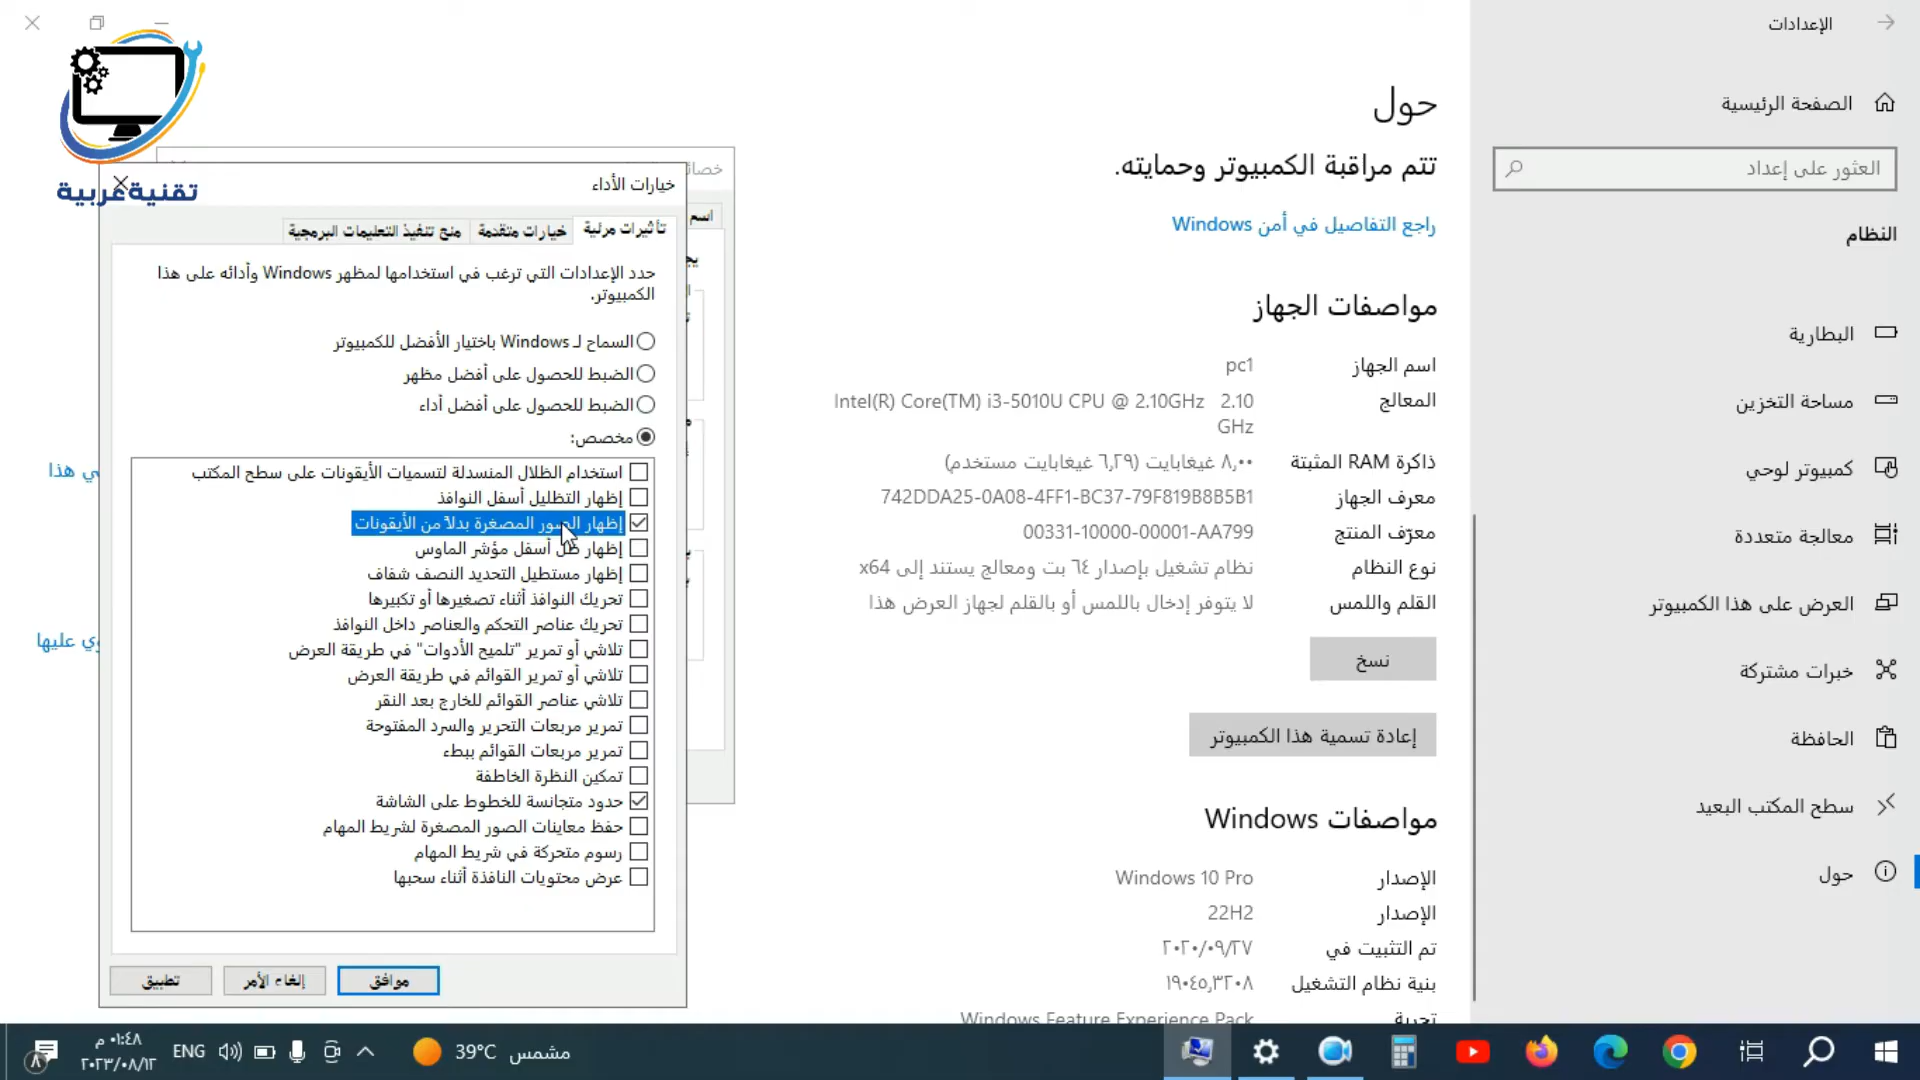 الإعدادات
الصفحة الرئيسية
العثور على إعداد
النظام
البطارية
مساحة التخزين
كمبيوتر لوحي
معالجة متعددة
العرض على هذا الكمبيوتر
خبرات مشتركة
الحافظة
سطح المكتب البعيد
حول
حول
تتم مراقبة الكمبيوتر وحمايته.
راجع التفاصيل في أمن Windows
مواصفات الجهاز
اسم الجهاز pc1
المعالج Intel(R) Core(TM) i3-5010U CPU @ 2.10GHz 2.10
GHz
ذاكرة RAM المثبتة ٨,٠٠ غيغابايت (٦,٢٩ غيغابايت مستخدم)
معرف الجهاز 742DDA25-0A08-4FF1-BC37-79F819B8B5B1
معرّف المنتج 00331-10000-00001-AA799
نوع النظام نظام تشغيل بإصدار ٦٤ بت ومعالج يستند إلى x64
القلم واللمس لا يتوفر إدخال باللمس أو بالقلم لجهاز العرض هذا
نسخ
إعادة تسمية هذا الكمبيوتر
مواصفات Windows
الإصدار Windows 10 Pro
الإصدار 22H2
تم التثبيت في ٢٠٢٠/٠٩/٢٧
بنية نظام التشغيل ١٩٠٤٥,٣٢٠٨
تجربة Windows Feature Experience Pack
تقنية عربية
اسم
خيارات الأداء
تأثيرات مرئية
خيارات متقدمة
منع تنفيذ التعليمات البرمجية
حدد الإعدادات التي ترغب في استخدامها لمظهر Windows وأدائه على هذا
الكمبيوتر.
السماح لـ Windows باختيار الأفضل للكمبيوتر
الضبط للحصول على أفضل مظهر
الضبط للحصول على أفضل أداء
مخصص:
استخدام الظلال المنسدلة لتسميات الأيقونات على سطح المكتب
إظهار التظليل أسفل النوافذ
إظهار الصور المصغرة بدلاً من الأيقونات
إظهار ظل أسفل مؤشر الماوس
إظهار مستطيل التحديد النصف شفاف
تحريك النوافذ أثناء تصغيرها أو تكبيرها
تحريك عناصر التحكم والعناصر داخل النوافذ
تلاشي أو تمرير "تلميح الأدوات" في طريقة العرض
تلاشي أو تمرير القوائم في طريقة العرض
تلاشي عناصر القوائم للخارج بعد النقر
تمرير مربعات التحرير والسرد المفتوحة
تمرير مربعات القوائم ببطء
تمكين النظرة الخاطفة
حدود متجانسة للخطوط على الشاشة
حفظ معاينات الصور المصغرة لشريط المهام
رسوم متحركة في شريط المهام
عرض محتويات النافذة أثناء سحبها
موافق
إلغاء الأمر
تطبيق
مشمس 39°C
ENG
٠١:٤٨ م
٢٠٢٣/٠٨/١٢
٨